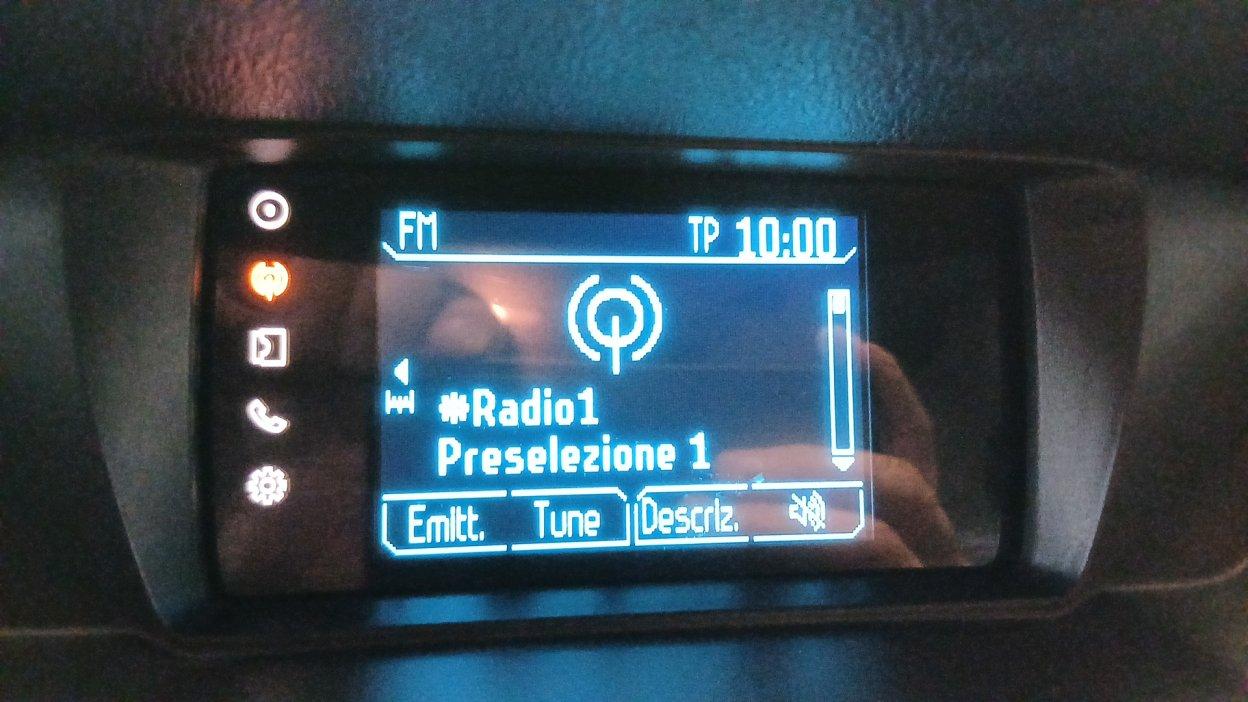 FM TP 10:00
*Radio1
Preselezione 1
Emitt. Tune Descriz.